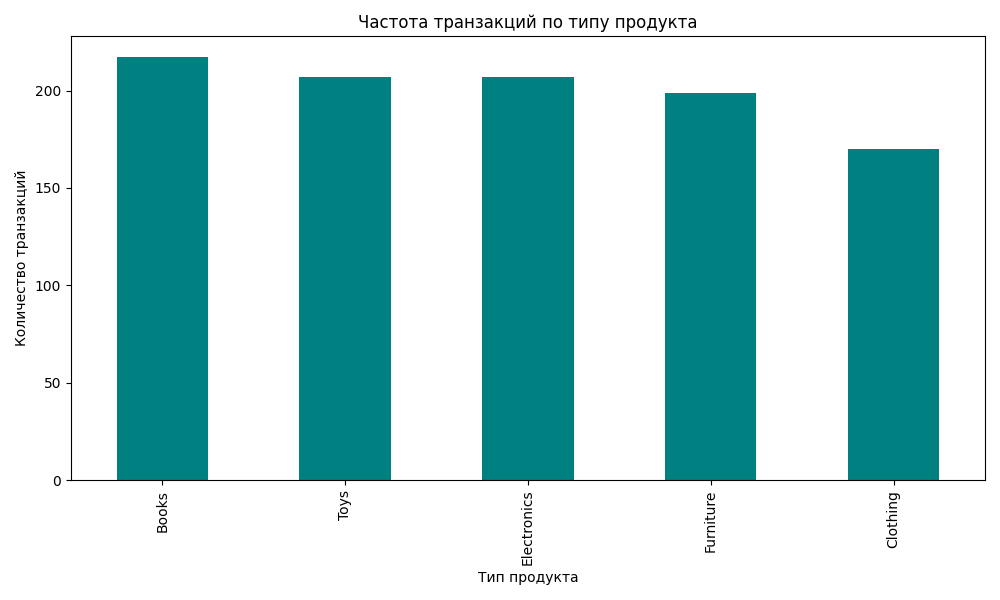 Частота транзакций по типу продукта
Количество транзакций
200
150
100
50
0
Books
Toys
Electronics
Furniture
Clothing
Тип продукта